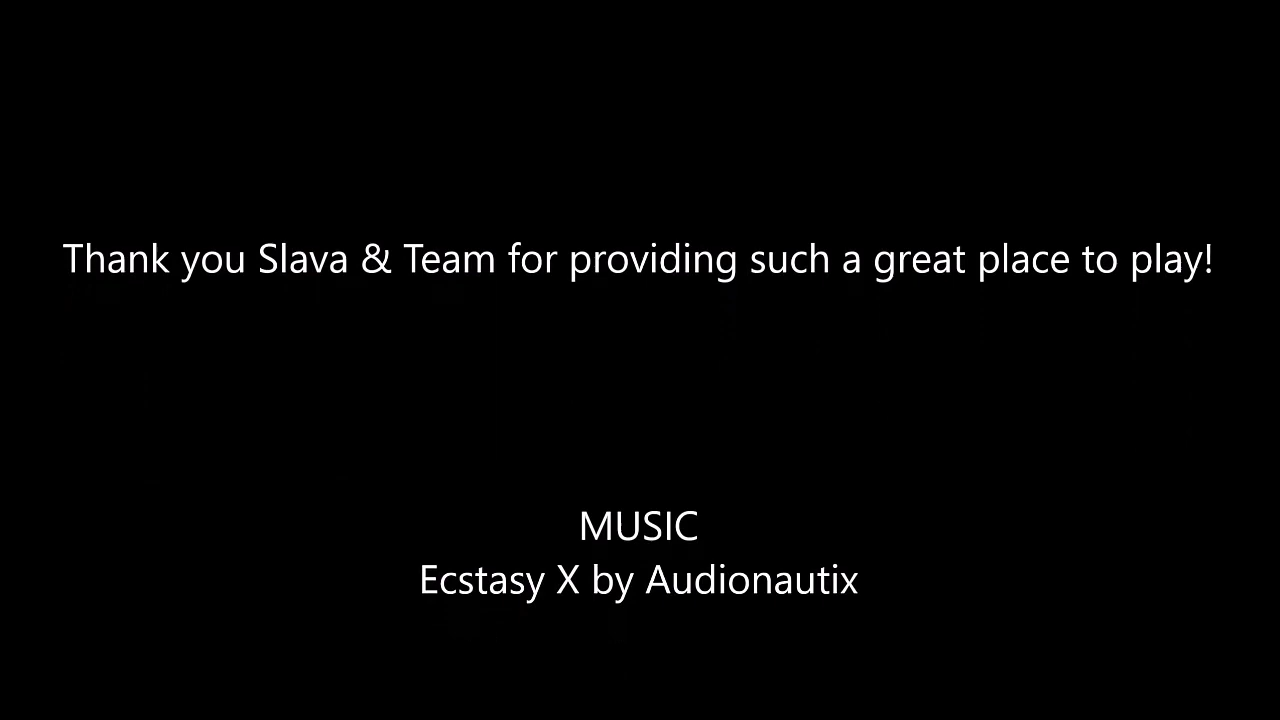 Thank you Slava & Team for providing such a great place to play!
MUSIC
Ecstasy X by Audionautix